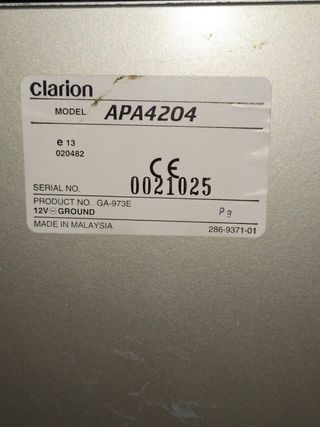 clarion
MODEL APA4204
e 13
020482
CE
SERIAL NO. 0021025
PRODUCT NO. GA-973E
12V ⊖ GROUND Pg
MADE IN MALAYSIA 286-9371-01